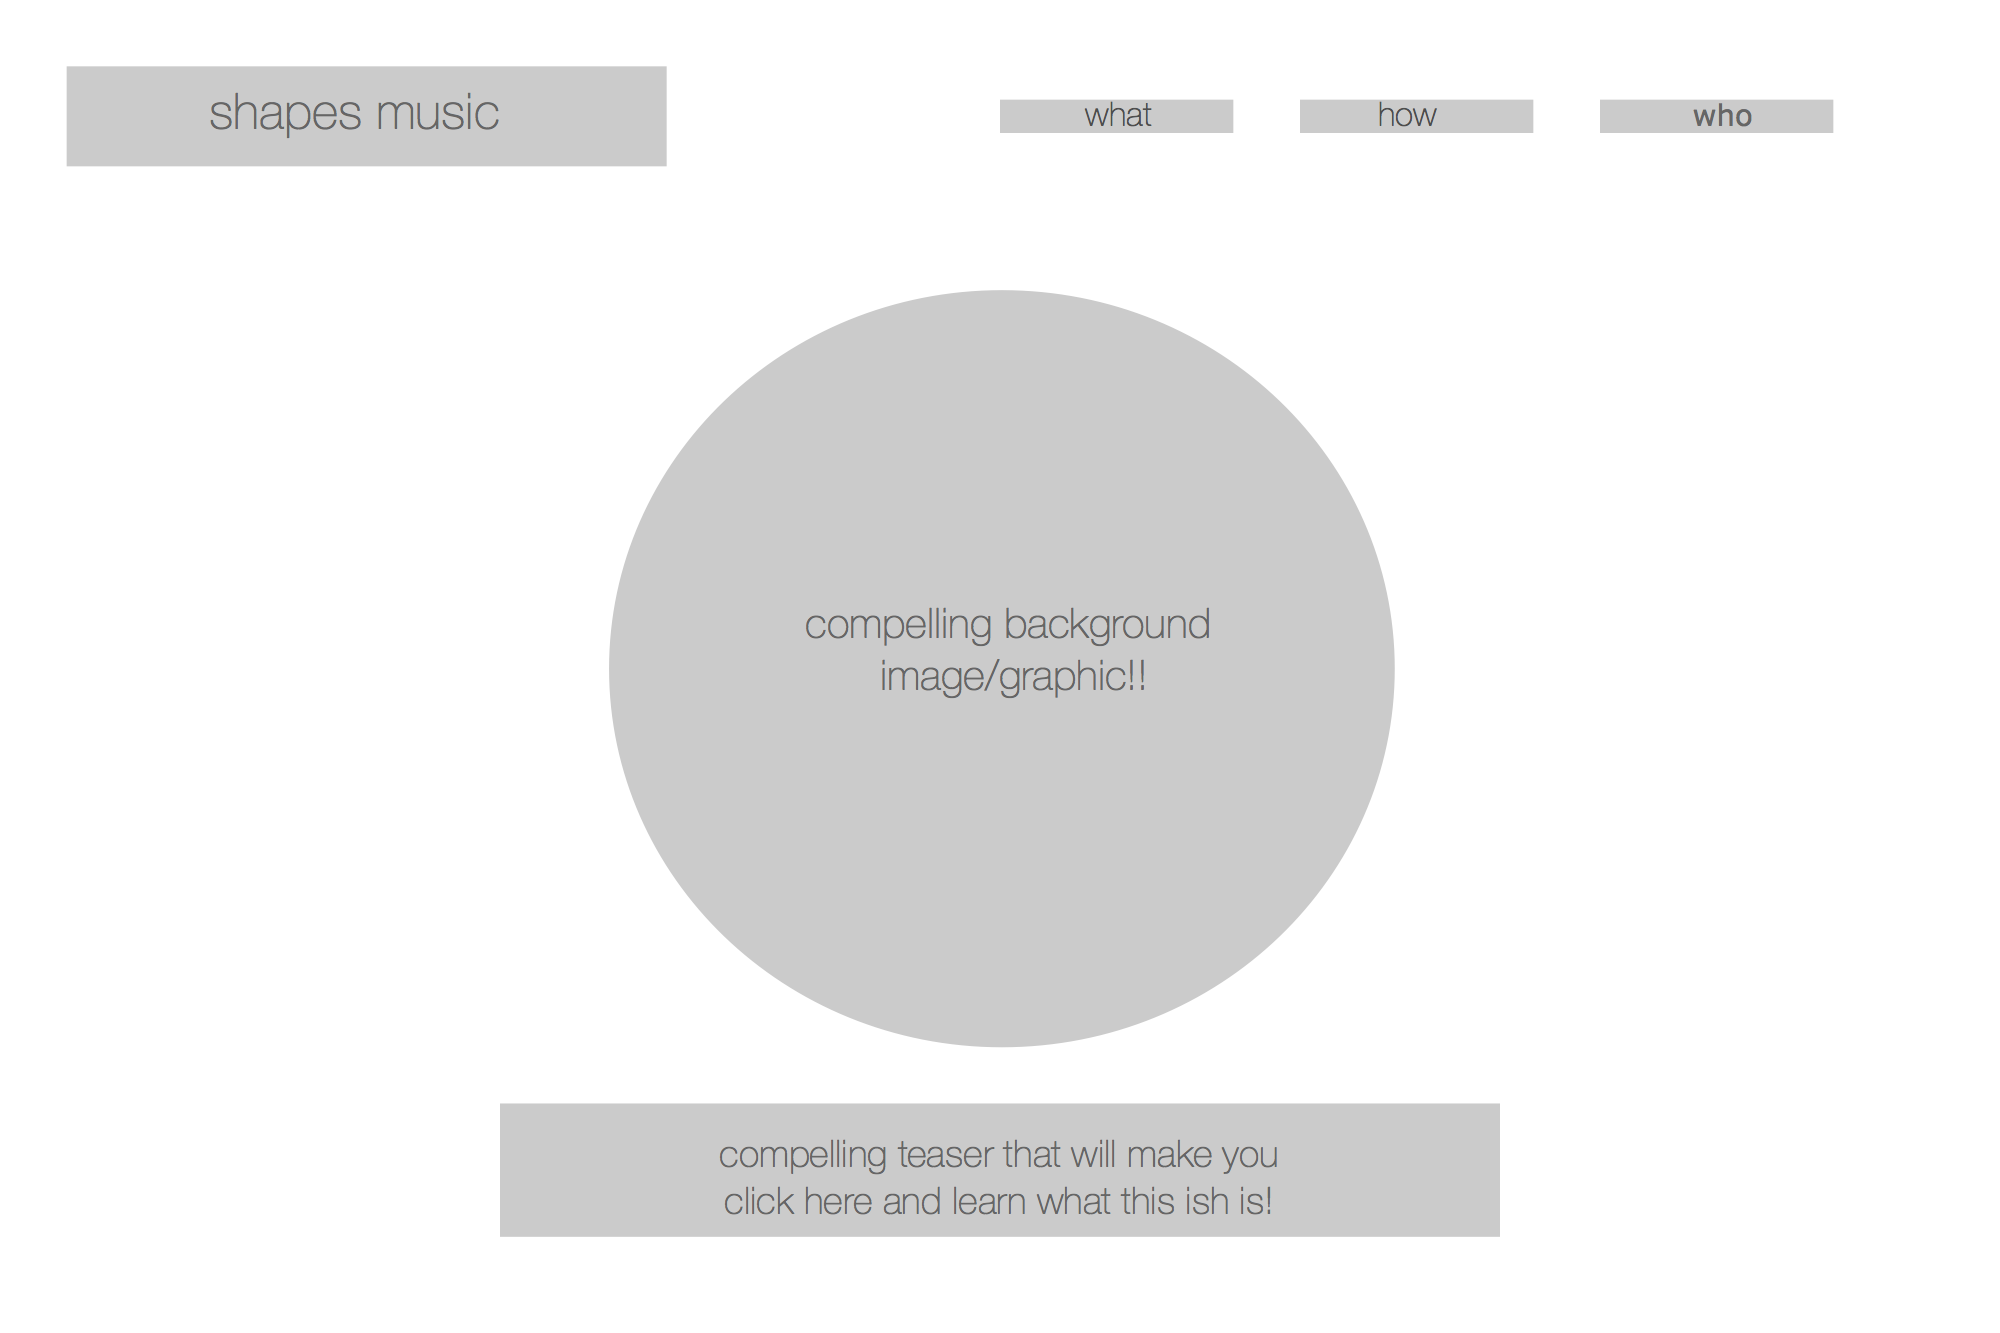 shapes music
what
how
who
compelling background
image/graphic!!
compelling teaser that will make you
click here and learn what this ish is!